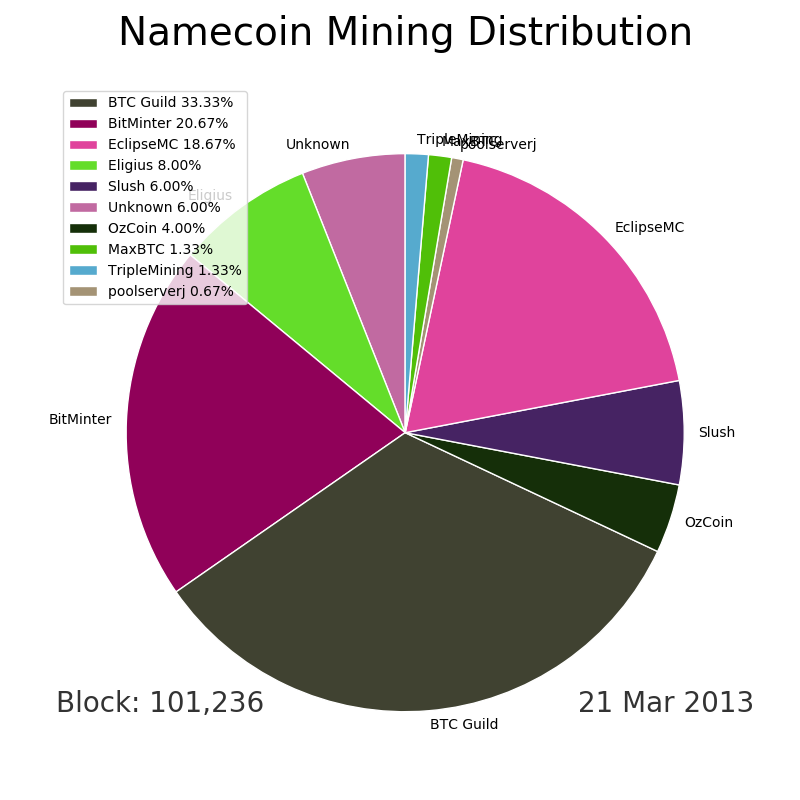 Namecoin Mining Distribution
BTC Guild 33.33%
BitMinter 20.67%
EclipseMC 18.67%
Eligius 8.00%
Slush 6.00%
Unknown 6.00%
OzCoin 4.00%
MaxBTC 1.33%
TripleMining 1.33%
poolserverj 0.67%
Unknown
TripleMining
MaxBTC
poolserverj
Eligius
EclipseMC
BitMinter
Slush
OzCoin
Block: 101,236
21 Mar 2013
BTC Guild